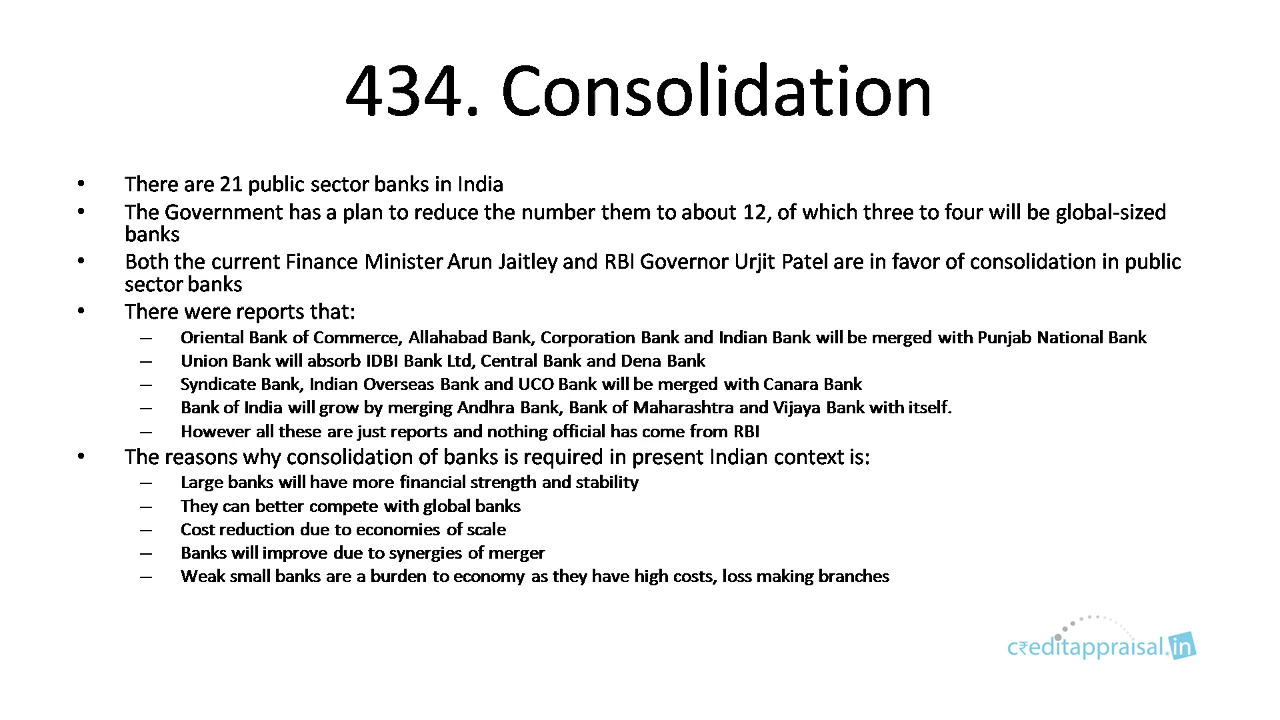 434. Consolidation
• There are 21 public sector banks in India
• The Government has a plan to reduce the number them to about 12, of which three to four will be global-sized
banks
• Both the current Finance Minister Arun Jaitley and RBI Governor Urjit Patel are in favor of consolidation in public
sector banks
• There were reports that:
– Oriental Bank of Commerce, Allahabad Bank, Corporation Bank and Indian Bank will be merged with Punjab National Bank
– Union Bank will absorb IDBI Bank Ltd, Central Bank and Dena Bank
– Syndicate Bank, Indian Overseas Bank and UCO Bank will be merged with Canara Bank
– Bank of India will grow by merging Andhra Bank, Bank of Maharashtra and Vijaya Bank with itself.
– However all these are just reports and nothing official has come from RBI
• The reasons why consolidation of banks is required in present Indian context is:
– Large banks will have more financial strength and stability
– They can better compete with global banks
– Cost reduction due to economies of scale
– Banks will improve due to synergies of merger
– Weak small banks are a burden to economy as they have high costs, loss making branches
c₹editappraisal.in